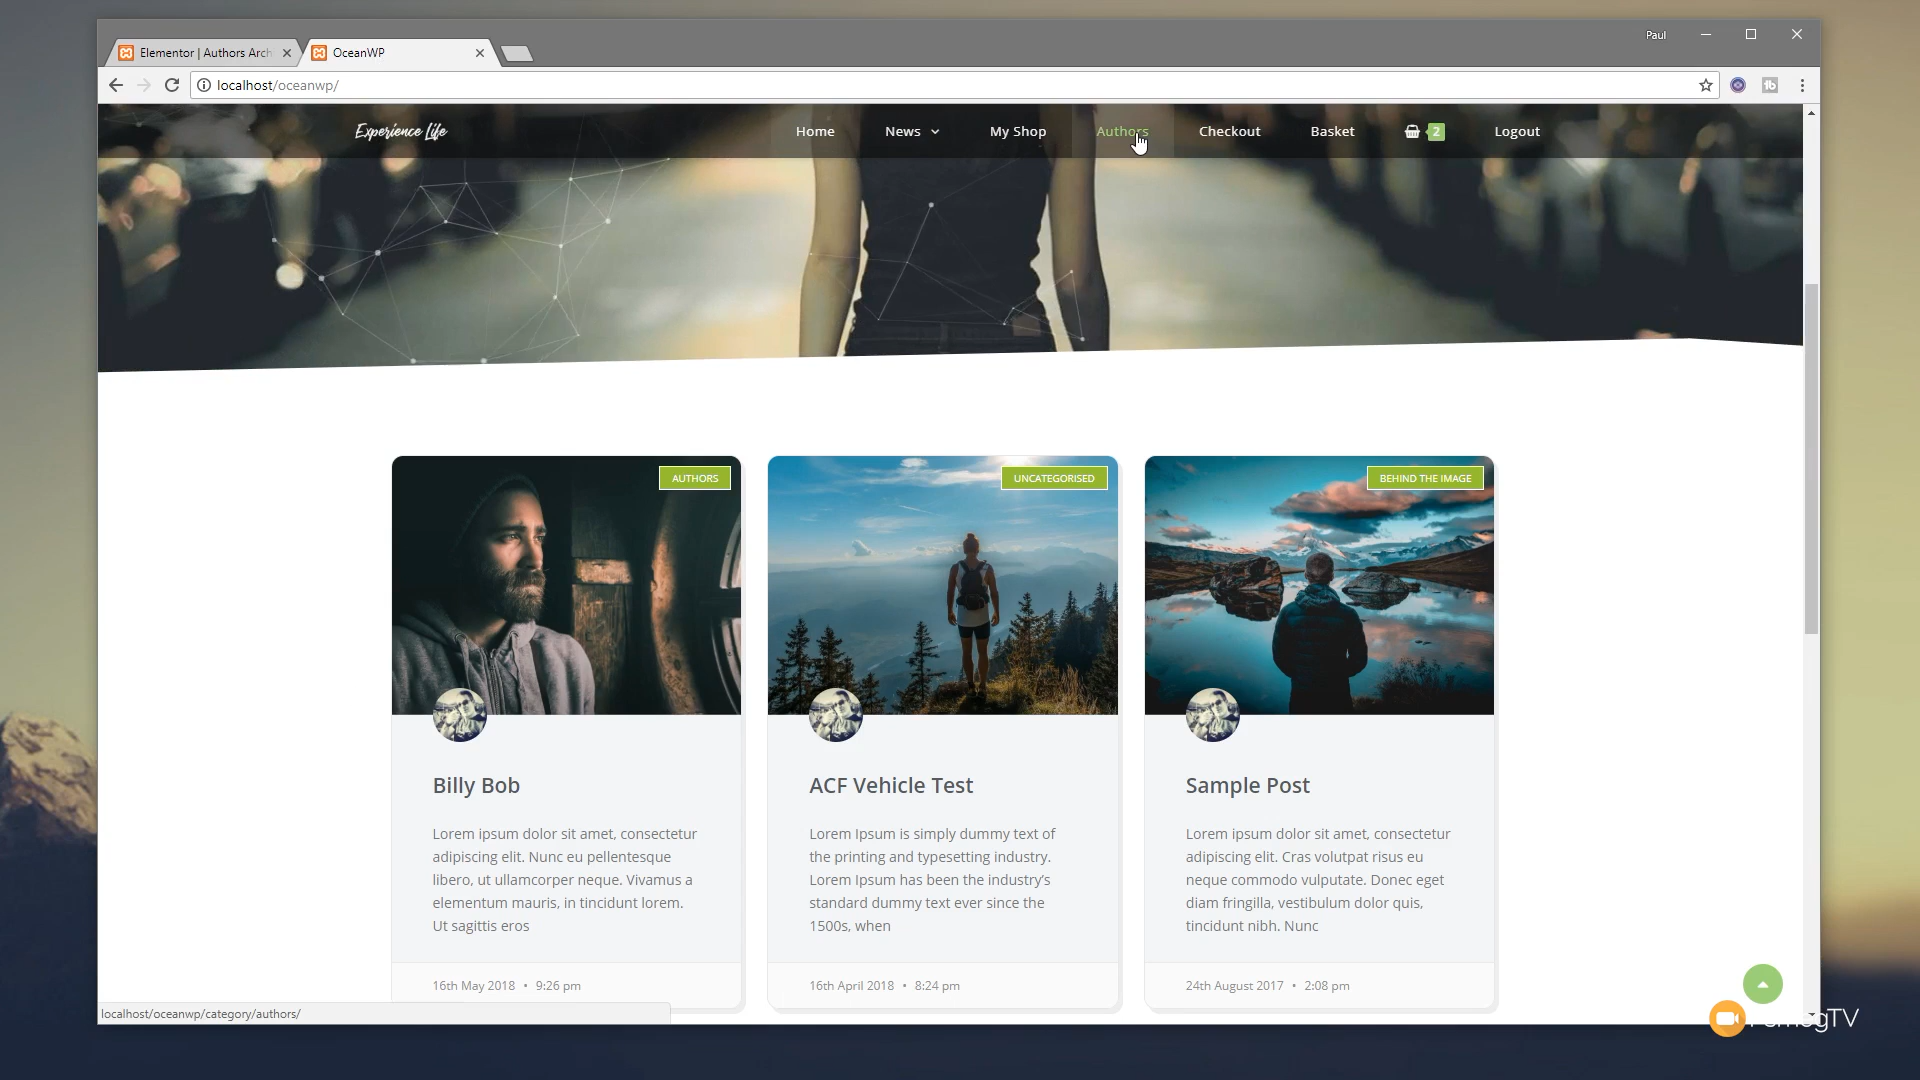 Paul
Elementor | Authors Arch
OceanWP
localhost/oceanwp/
Experience Life
Home
News
My Shop
Authors
Checkout
Basket
2
Logout
AUTHORS
UNCATEGORISED
BEHIND THE IMAGE
Billy Bob
Lorem ipsum dolor sit amet, consectetur
adipiscing elit. Nunc eu pellentesque
libero, ut ullamcorper neque. Vivamus a
elementum mauris, in tincidunt lorem.
Ut sagittis eros
16th May 2018 • 9:26 pm
ACF Vehicle Test
Lorem Ipsum is simply dummy text of
the printing and typesetting industry.
Lorem Ipsum has been the industry's
standard dummy text ever since the
1500s, when
16th April 2018 • 8:24 pm
Sample Post
Lorem ipsum dolor sit amet, consectetur
adipiscing elit. Cras volutpat risus eu
neque commodo vulputate. Donec eget
diam fringilla, vestibulum dolor quis,
tincidunt nibh. Nunc
24th August 2017 • 2:08 pm
localhost/oceanwp/category/authors/